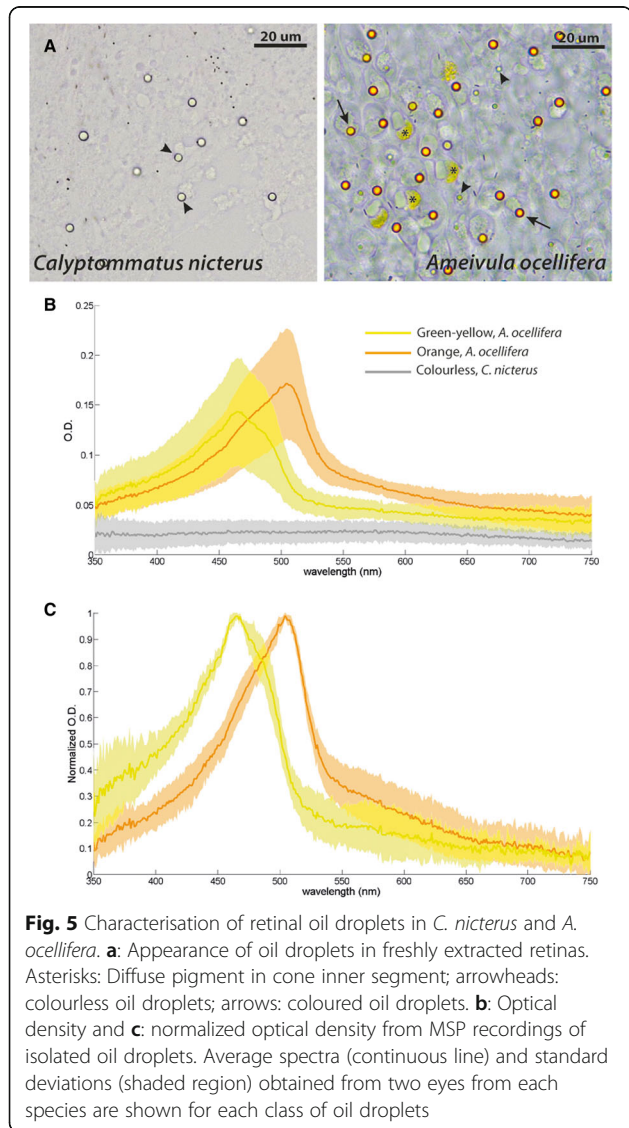 A
20 um
20 um
Calyptommatus nicterus
Ameivula ocellifera
* * *
B
0.25
0.2
0.15
0.1
0.05
0
O.D.
Green-yellow, A. ocellifera
Orange, A. ocellifera
Colourless, C. nicterus
350 400 450 500 550 600 650 700 750
wavelength (nm)
C
1
0.9
0.8
0.7
0.6
0.5
0.4
0.3
0.2
0.1
0
Normalized O.D.
350 400 450 500 550 600 650 700 750
wavelength (nm)
Fig. 5 Characterisation of retinal oil droplets in C. nicterus and A.
ocellifera. a: Appearance of oil droplets in freshly extracted retinas.
Asterisks: Diffuse pigment in cone inner segment; arrowheads:
colourless oil droplets; arrows: coloured oil droplets. b: Optical
density and c: normalized optical density from MSP recordings of
isolated oil droplets. Average spectra (continuous line) and standard
deviations (shaded region) obtained from two eyes from each
species are shown for each class of oil droplets